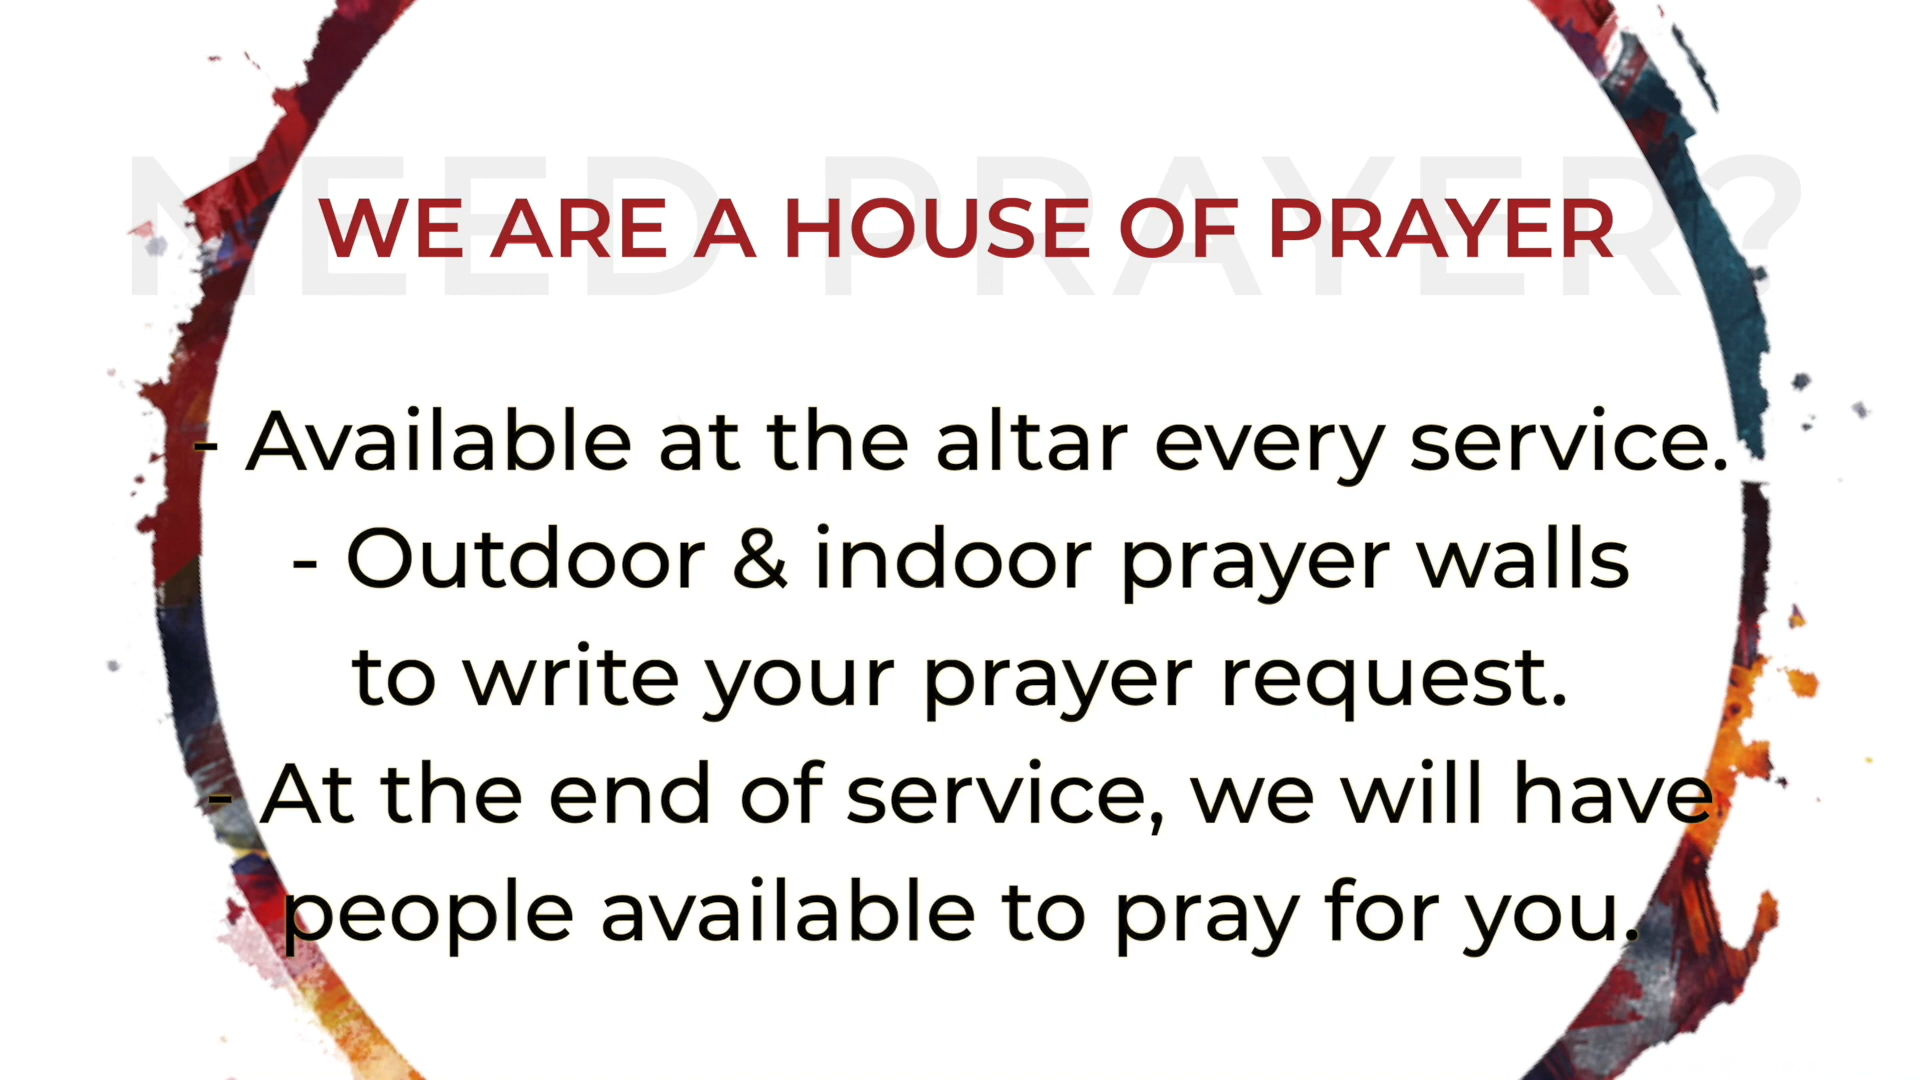 NEED PRAYER?
WE ARE A HOUSE OF PRAYER
- Available at the altar every service.
- Outdoor & indoor prayer walls
to write your prayer request.
- At the end of service, we will have
people available to pray for you.